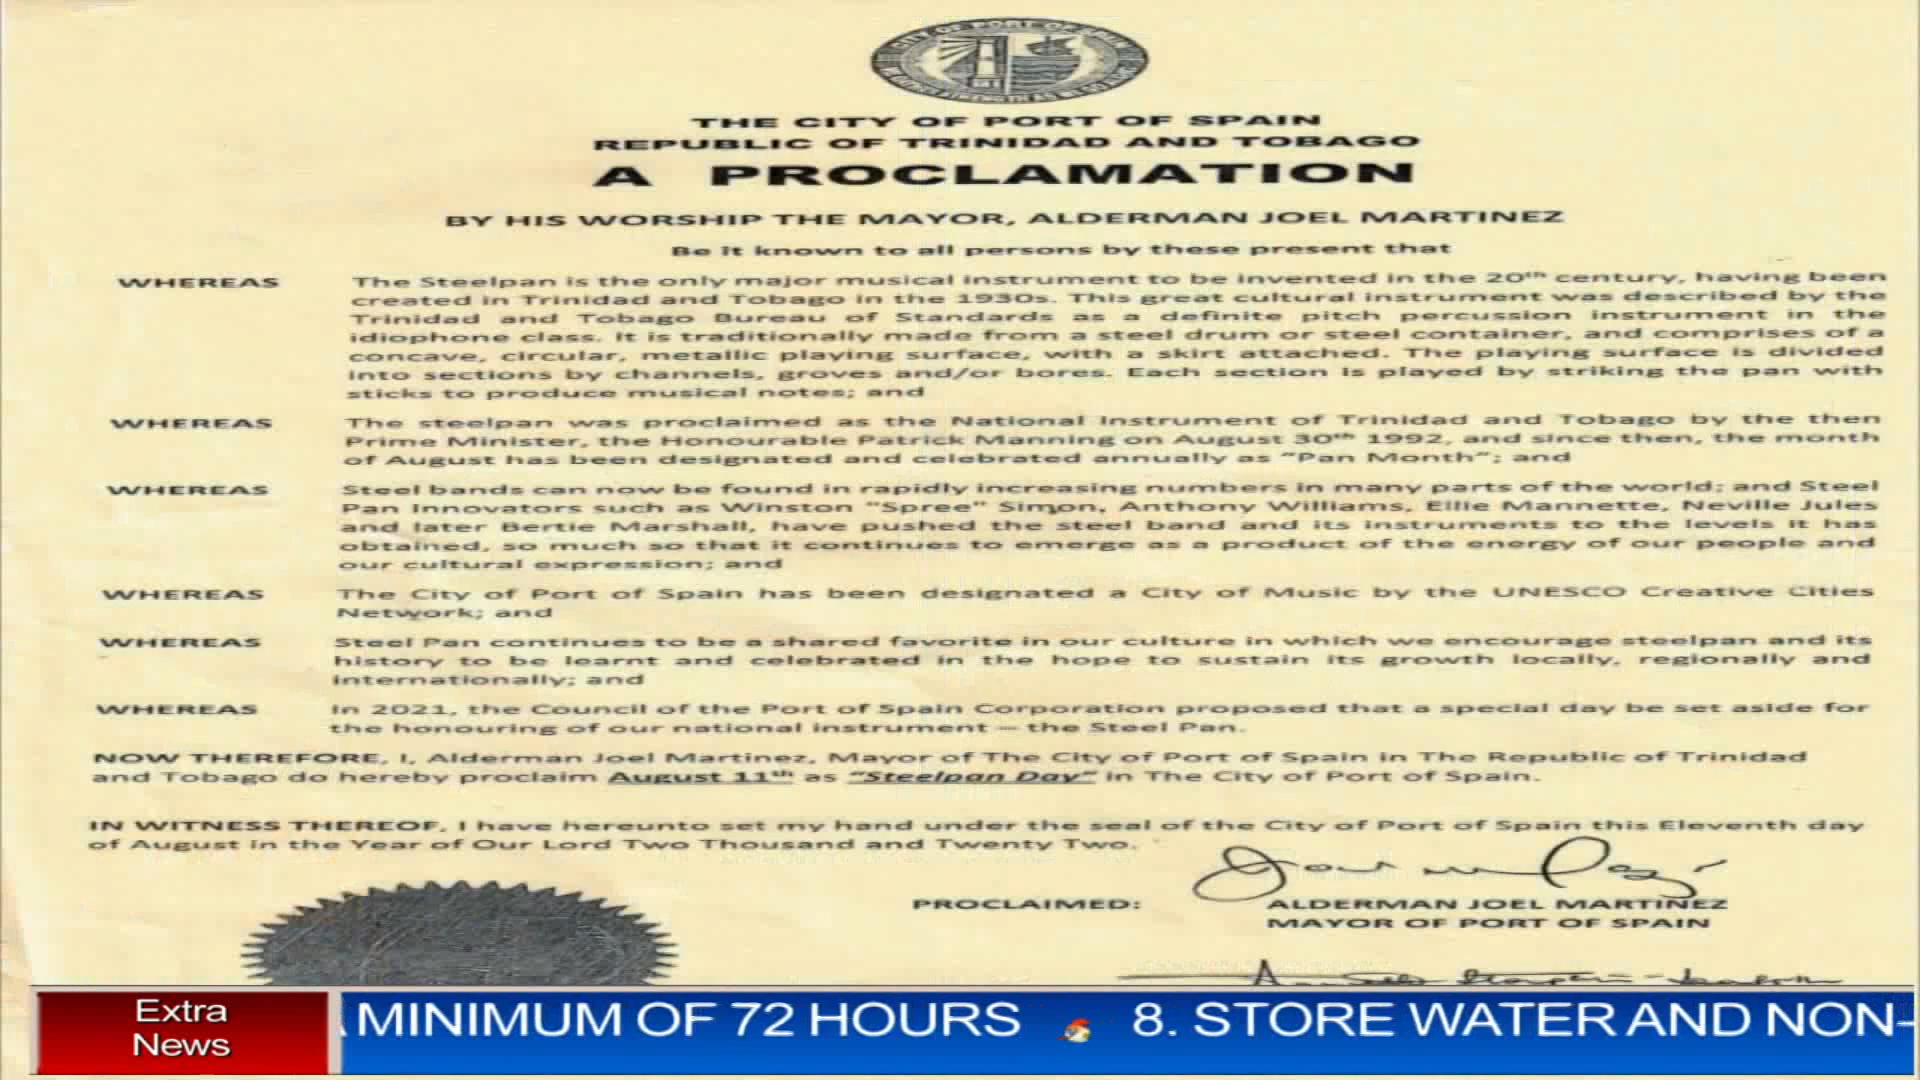 CITY OF PORT OF SPAIN
THE CITY OF PORT OF SPAIN
REPUBLIC OF TRINIDAD AND TOBAGO
A PROCLAMATION
BY HIS WORSHIP THE MAYOR, ALDERMAN JOEL MARTINEZ
Be it known to all persons by these present that
WHEREAS The Steelpan is the only major musical instrument to be invented in the 20th century, having been
created in Trinidad and Tobago in the 1930s. This great cultural instrument was described by the
Trinidad and Tobago Bureau of Standards as a definite pitch percussion instrument in the
idiophone class. It is traditionally made from a steel drum or steel container, and comprises of a
concave, circular, metallic playing surface, with a skirt attached. The playing surface is divided
into sections by channels, groves and/or bores. Each section is played by striking the pan with
sticks to produce musical notes; and
WHEREAS The steelpan was proclaimed as the National Instrument of Trinidad and Tobago by the then
Prime Minister, the Honourable Patrick Manning on August 30th 1992, and since then, the month
of August has been designated and celebrated annually as "Pan Month"; and
WHEREAS Steel bands can now be found in rapidly increasing numbers in many parts of the world; and Steel
Pan Innovators such as Winston "Spree" Simon, Anthony Williams, Ellie Mannette, Neville Jules
and later Bertie Marshall, have pushed the steel band and its instruments to the levels it has
obtained, so much so that it continues to emerge as a product of the energy of our people and
our cultural expression; and
WHEREAS The City of Port of Spain has been designated a City of Music by the UNESCO Creative Cities
Network; and
WHEREAS Steel Pan continues to be a shared favorite in our culture in which we encourage steelpan and its
history to be learnt and celebrated in the hope to sustain its growth locally, regionally and
internationally; and
WHEREAS In 2021, the Council of the Port of Spain Corporation proposed that a special day be set aside for
the honouring of our national instrument – the Steel Pan.
NOW THEREFORE, I, Alderman Joel Martinez, Mayor of The City of Port of Spain in The Republic of Trinidad
and Tobago do hereby proclaim August 11th as "Steelpan Day" in The City of Port of Spain.
IN WITNESS THEREOF, I have hereunto set my hand under the seal of the City of Port of Spain this Eleventh day
of August in the Year of Our Lord Two Thousand and Twenty Two.
PROCLAIMED: ALDERMAN JOEL MARTINEZ
MAYOR OF PORT OF SPAIN
Extra
News
MINIMUM OF 72 HOURS 8. STORE WATER AND NON-